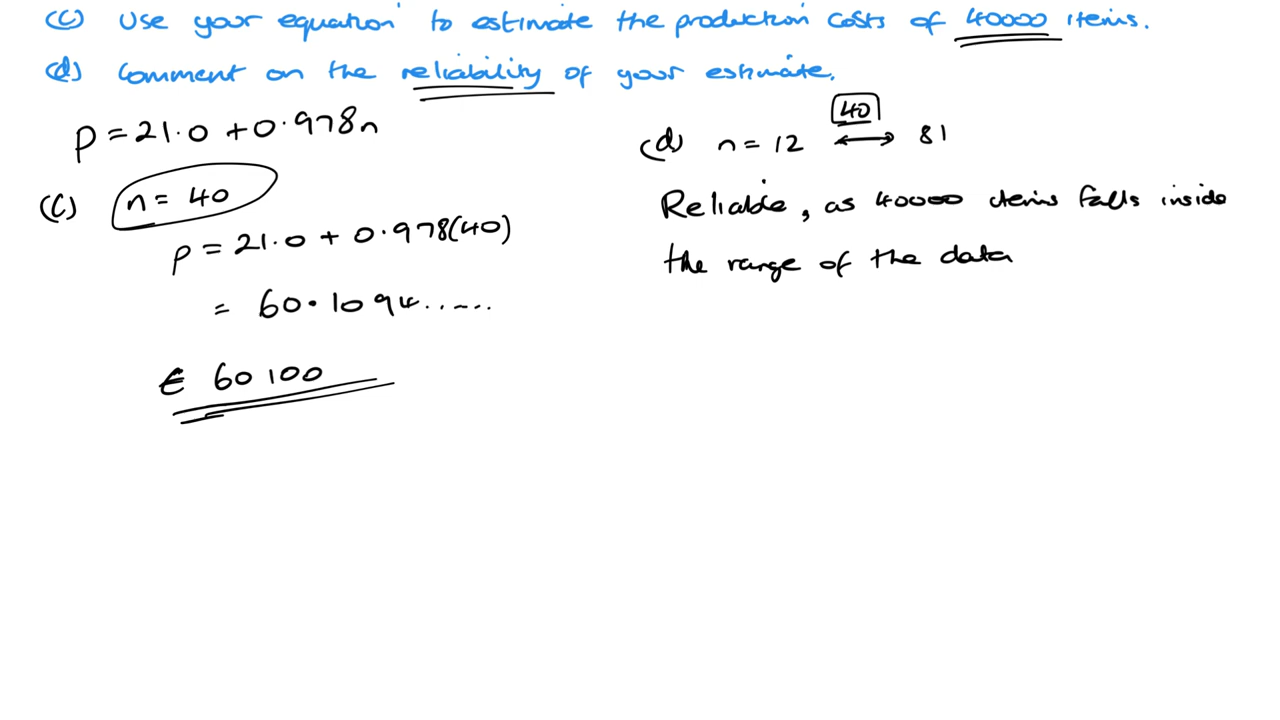 (c) Use your equation to estimate the production costs of 40000 items.
(d) Comment on the reliability of your estimate.
p = 21.0 + 0.978n
(c) n = 40
p = 21.0 + 0.978(40)
= 60.1094......
€ 60 100
40
(d) n = 12 ⟷ 81
Reliable, as 40000 items falls inside
the range of the data